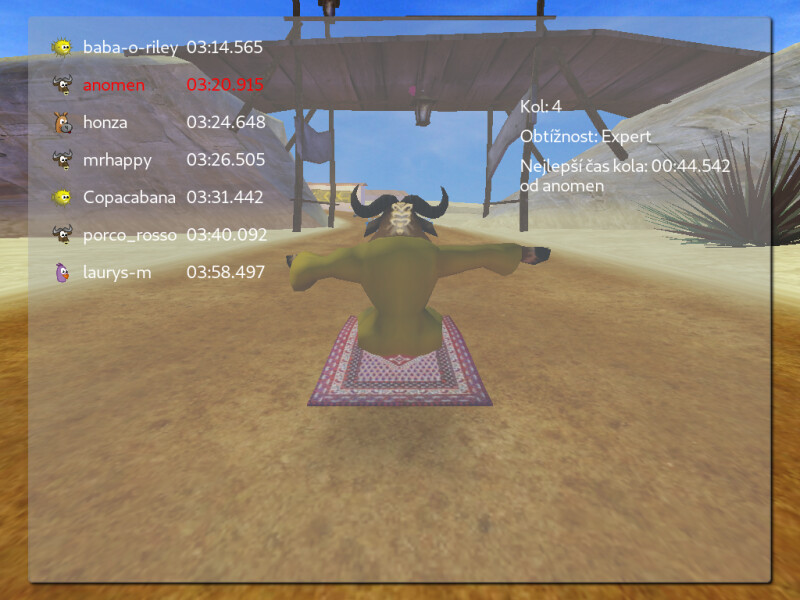 baba-o-riley 03:14.565
anomen 03:20.915
honza 03:24.648
mrhappy 03:26.505
Copacabana 03:31.442
porco_rosso 03:40.092
laurys-m 03:58.497
Kol: 4
Obtížnost: Expert
Nejlepší čas kola: 00:44.542
od anomen